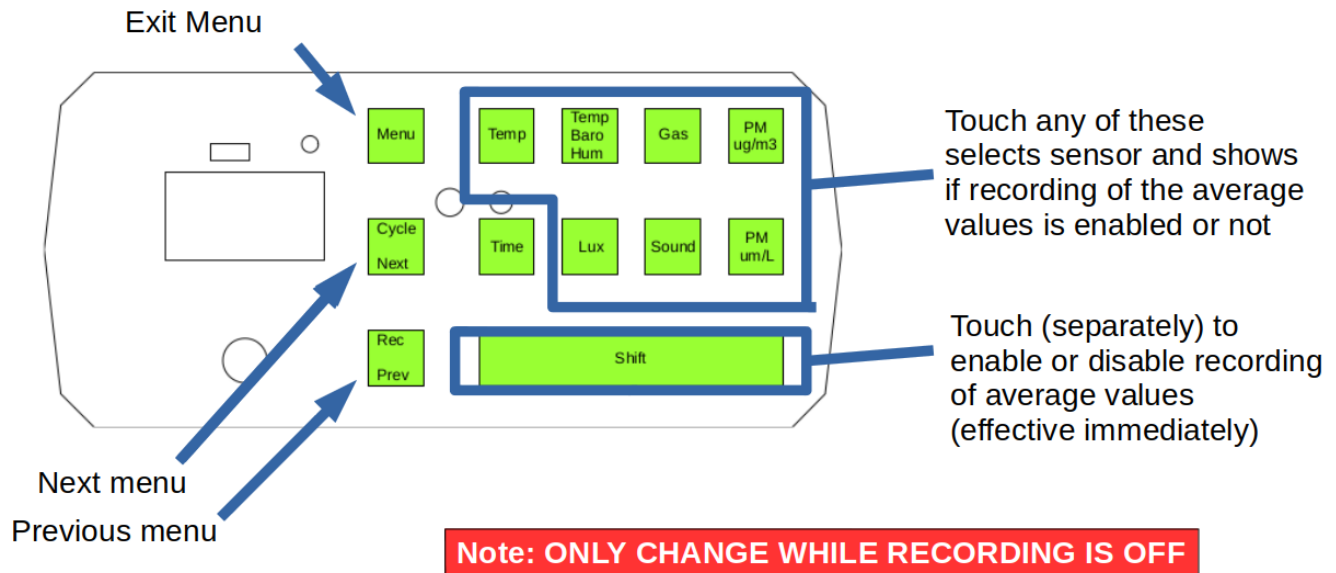 Exit Menu
Menu
Temp
Temp
Baro
Hum
Gas
PM
ug/m3
Touch any of these
selects sensor and shows
if recording of the average
values is enabled or not
Cycle
Next
Time
Lux
Sound
PM
um/L
Rec
Prev
Shift
Touch (separately) to
enable or disable recording
of average values
(effective immediately)
Next menu
Previous menu
Note: ONLY CHANGE WHILE RECORDING IS OFF